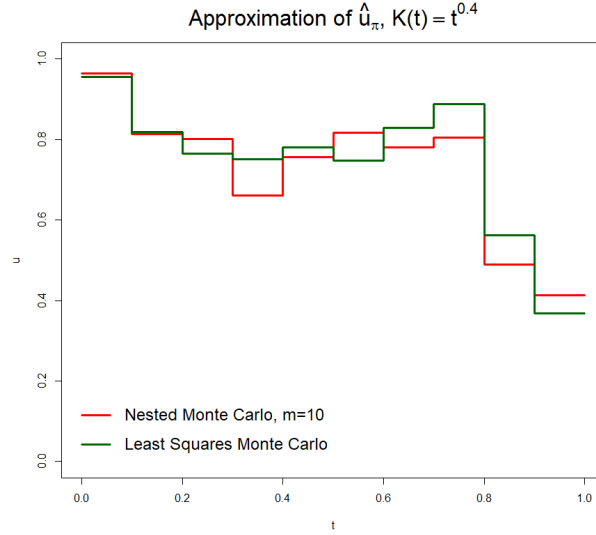 Approximation of û_π, K(t) = t^0.4
u
0.0
0.2
0.4
0.6
0.8
1.0
Nested Monte Carlo, m=10
Least Squares Monte Carlo
0.0 0.2 0.4 0.6 0.8 1.0
t